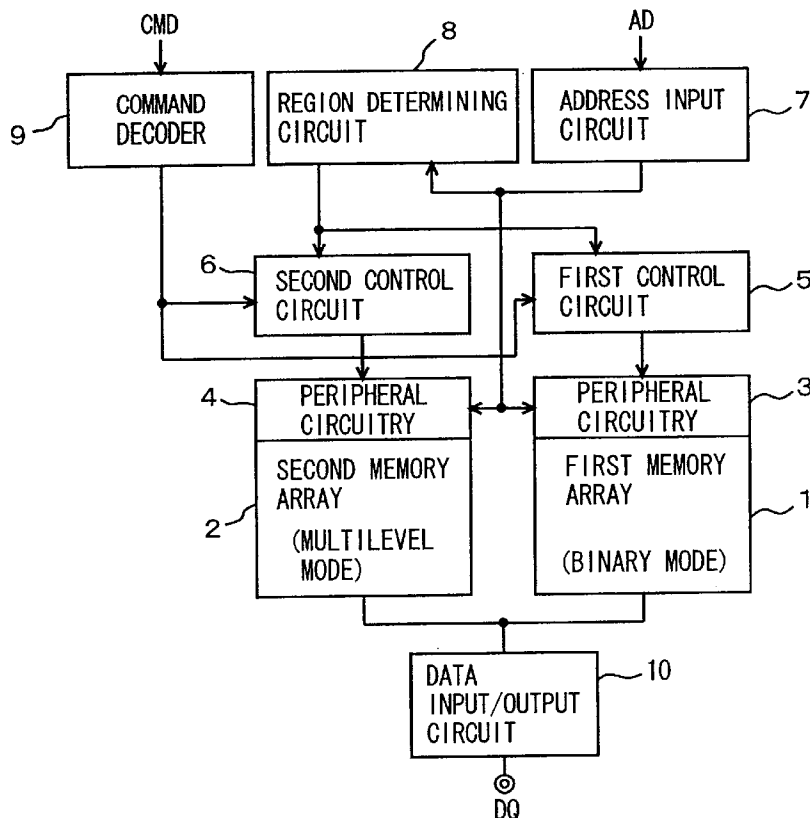 CMD
8
AD
COMMAND
DECODER
9
REGION DETERMINING
CIRCUIT
ADDRESS INPUT
CIRCUIT
7
6
SECOND CONTROL
CIRCUIT
FIRST CONTROL
CIRCUIT
5
4
PERIPHERAL
CIRCUITRY
PERIPHERAL
CIRCUITRY
3
SECOND MEMORY
ARRAY
2
(MULTILEVEL
MODE)
FIRST MEMORY
ARRAY
1
(BINARY MODE)
DATA
INPUT/OUTPUT
CIRCUIT
10
DQ